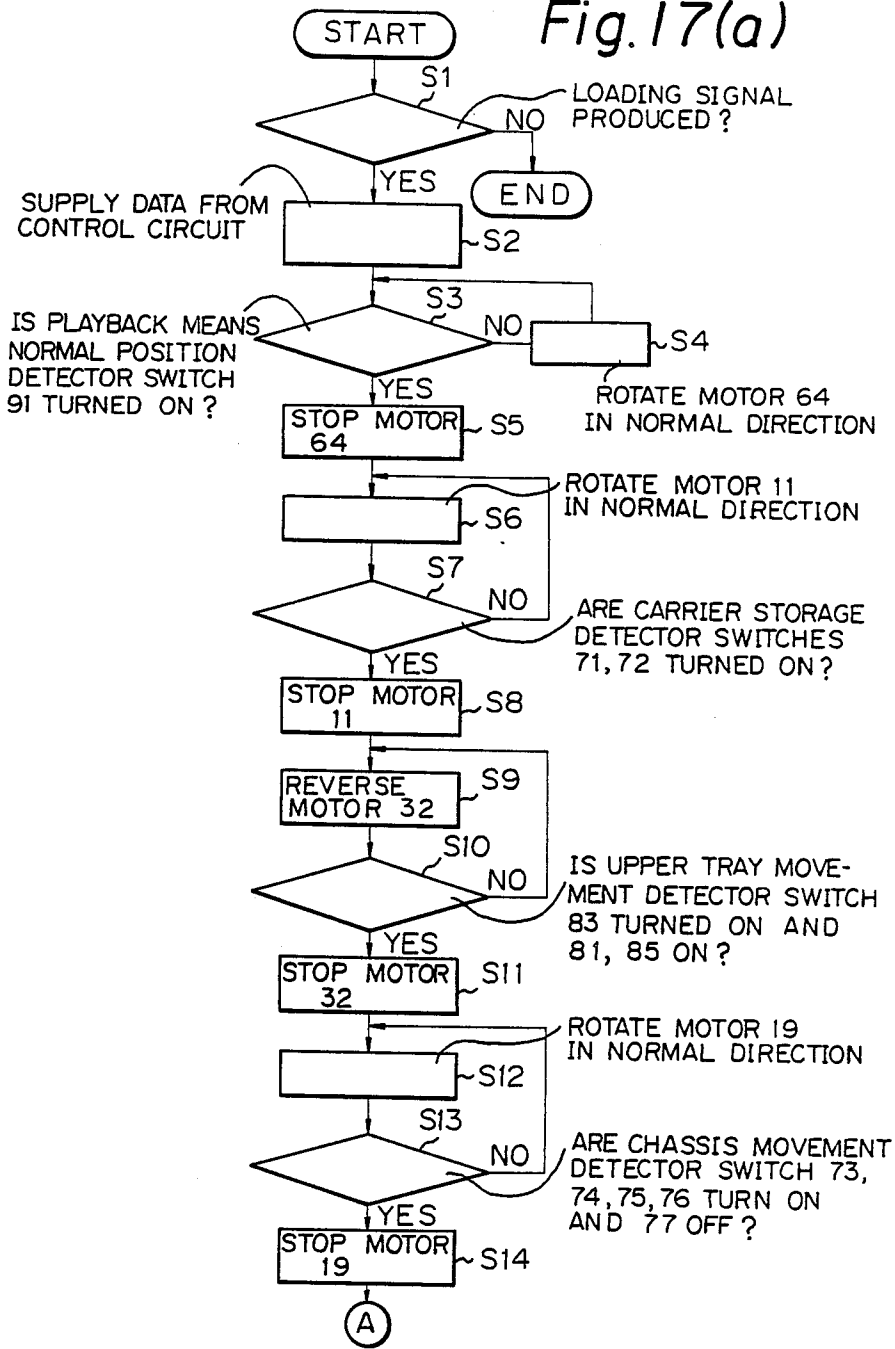 Fig. 17(a)
START
S1
LOADING SIGNAL
PRODUCED?
NO
YES
END
SUPPLY DATA FROM
CONTROL CIRCUIT
S2
S3
IS PLAYBACK MEANS
NORMAL POSITION
DETECTOR SWITCH
91 TURNED ON?
NO
S4
YES
ROTATE MOTOR 64
IN NORMAL DIRECTION
STOP MOTOR
64
S5
ROTATE MOTOR 11
IN NORMAL DIRECTION
S6
S7
NO
ARE CARRIER STORAGE
DETECTOR SWITCHES
71, 72 TURNED ON?
YES
STOP MOTOR
11
S8
REVERSE
MOTOR 32
S9
S10
NO
IS UPPER TRAY MOVE-
MENT DETECTOR SWITCH
83 TURNED ON AND
81, 85 ON?
YES
STOP MOTOR
32
S11
ROTATE MOTOR 19
IN NORMAL DIRECTION
S12
S13
NO
ARE CHASSIS MOVEMENT
DETECTOR SWITCH 73,
74, 75, 76 TURN ON
AND 77 OFF?
YES
STOP MOTOR
19
S14
A